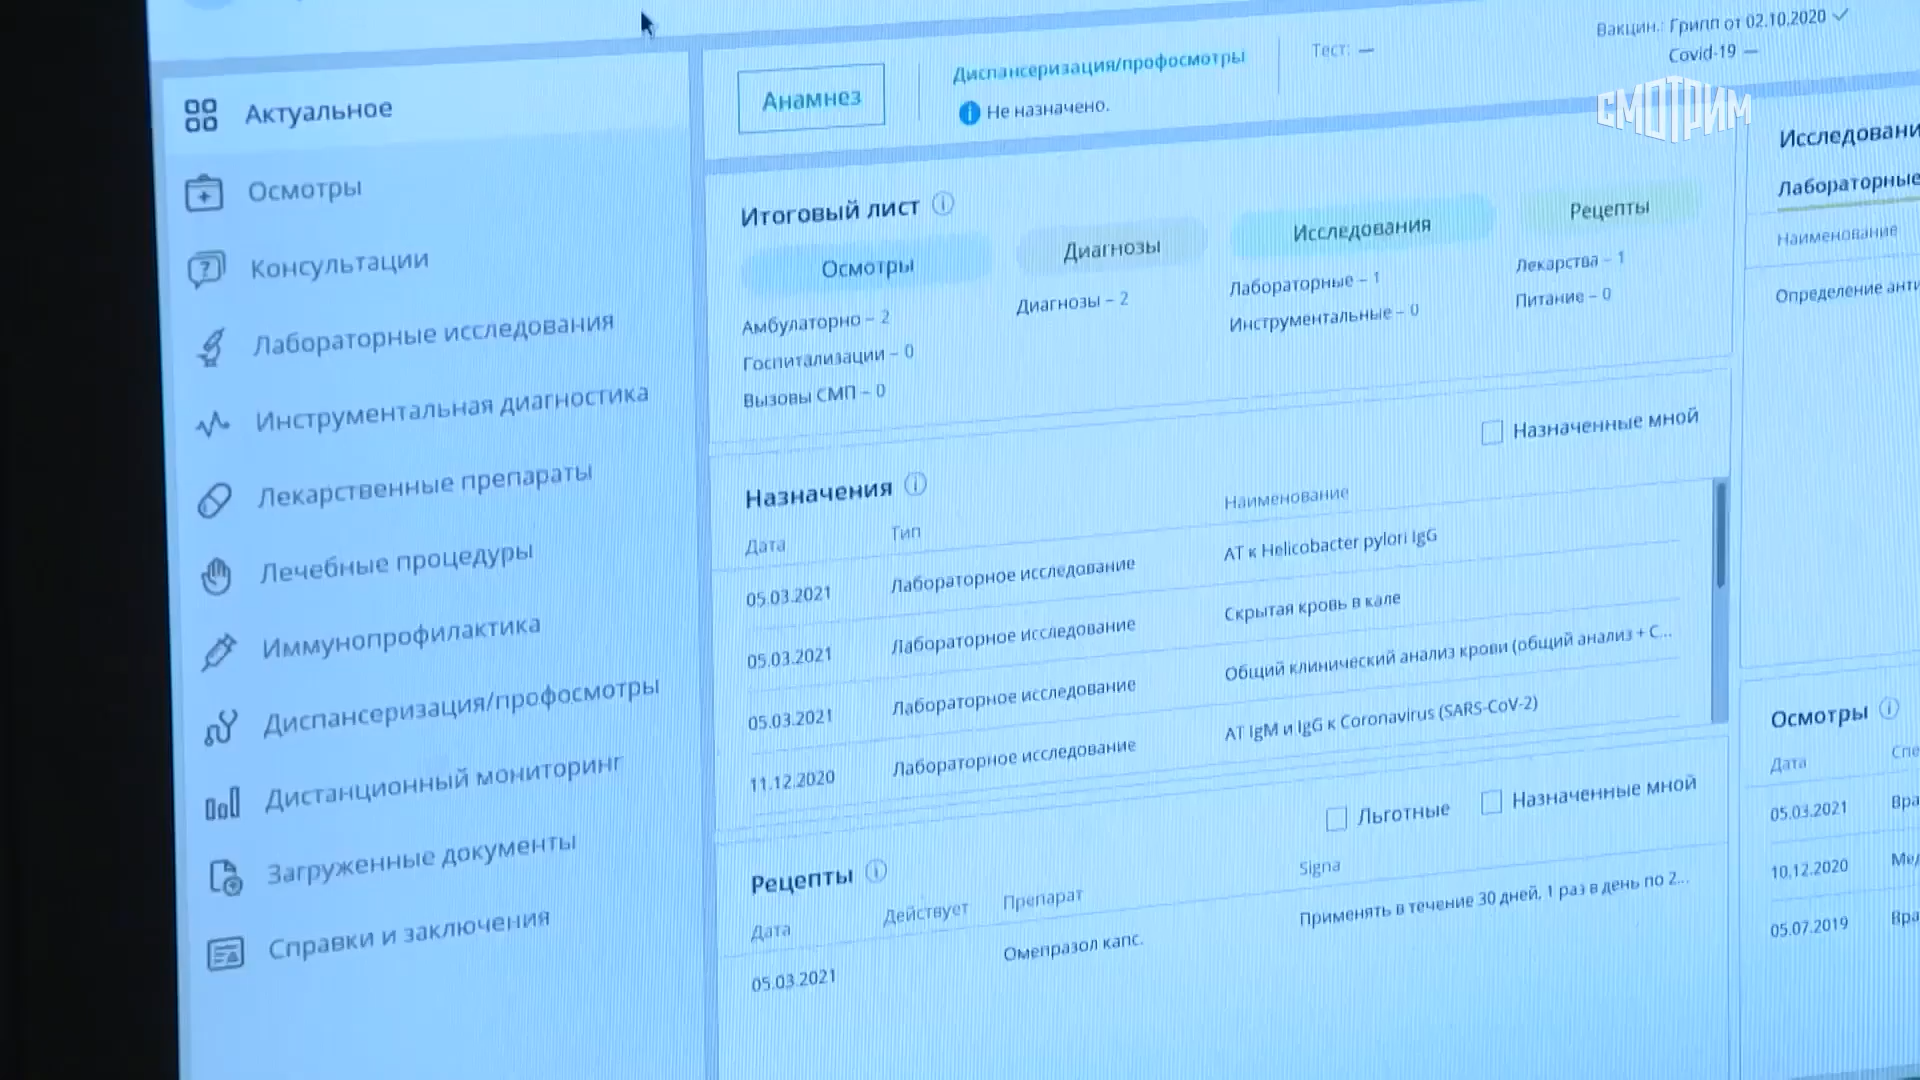 Актуальное
Осмотры
Консультации
Лабораторные исследования
Инструментальная диагностика
Лекарственные препараты
Лечебные процедуры
Иммунопрофилактика
Диспансеризация/профосмотры
Дистанционный мониторинг
Загруженные документы
Справки и заключения
Анамнез
Диспансеризация/профосмотры
Не назначено.
Тест: —
Вакцин.: Грипп от 02.10.2020
Covid-19 —
СМОТРИМ
Итоговый лист
Осмотры
Амбулаторно – 2
Госпитализации – 0
Вызовы СМП – 0
Диагнозы
Диагнозы – 2
Исследования
Лабораторные – 1
Инструментальные – 0
Рецепты
Лекарства – 1
Питание – 0
Назначения
Назначенные мной
Дата Тип Наименование
05.03.2021 Лабораторное исследование АТ к Helicobacter pylori IgG
05.03.2021 Лабораторное исследование Скрытая кровь в кале
05.03.2021 Лабораторное исследование Общий клинический анализ крови (общий анализ + С...
11.12.2020 Лабораторное исследование АТ IgM и IgG к Coronavirus (SARS-CoV-2)
Рецепты
Льготные Назначенные мной
Дата Действует Препарат Signa
05.03.2021 Омепразол капс. Применять в течение 30 дней, 1 раз в день по 2...
Исследовани
Лабораторные
Наименование
Определение анти
Осмотры
Дата Спе
05.03.2021 Вра
10.12.2020 Мед
05.07.2019 Вра